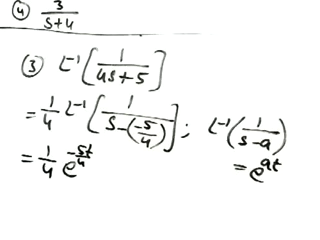 ④ 3/(s+4)
③ L⁻¹[1/(4s+5)]
= 1/4 L⁻¹[1/(s-(-5/4))] ; L⁻¹(1/(s-a))
= 1/4 e^(-5t/4) = e^(at)